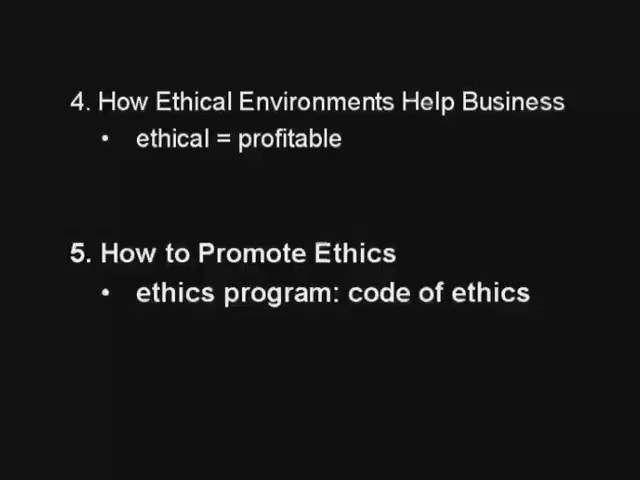 4. How Ethical Environments Help Business
• ethical = profitable
5. How to Promote Ethics
• ethics program: code of ethics